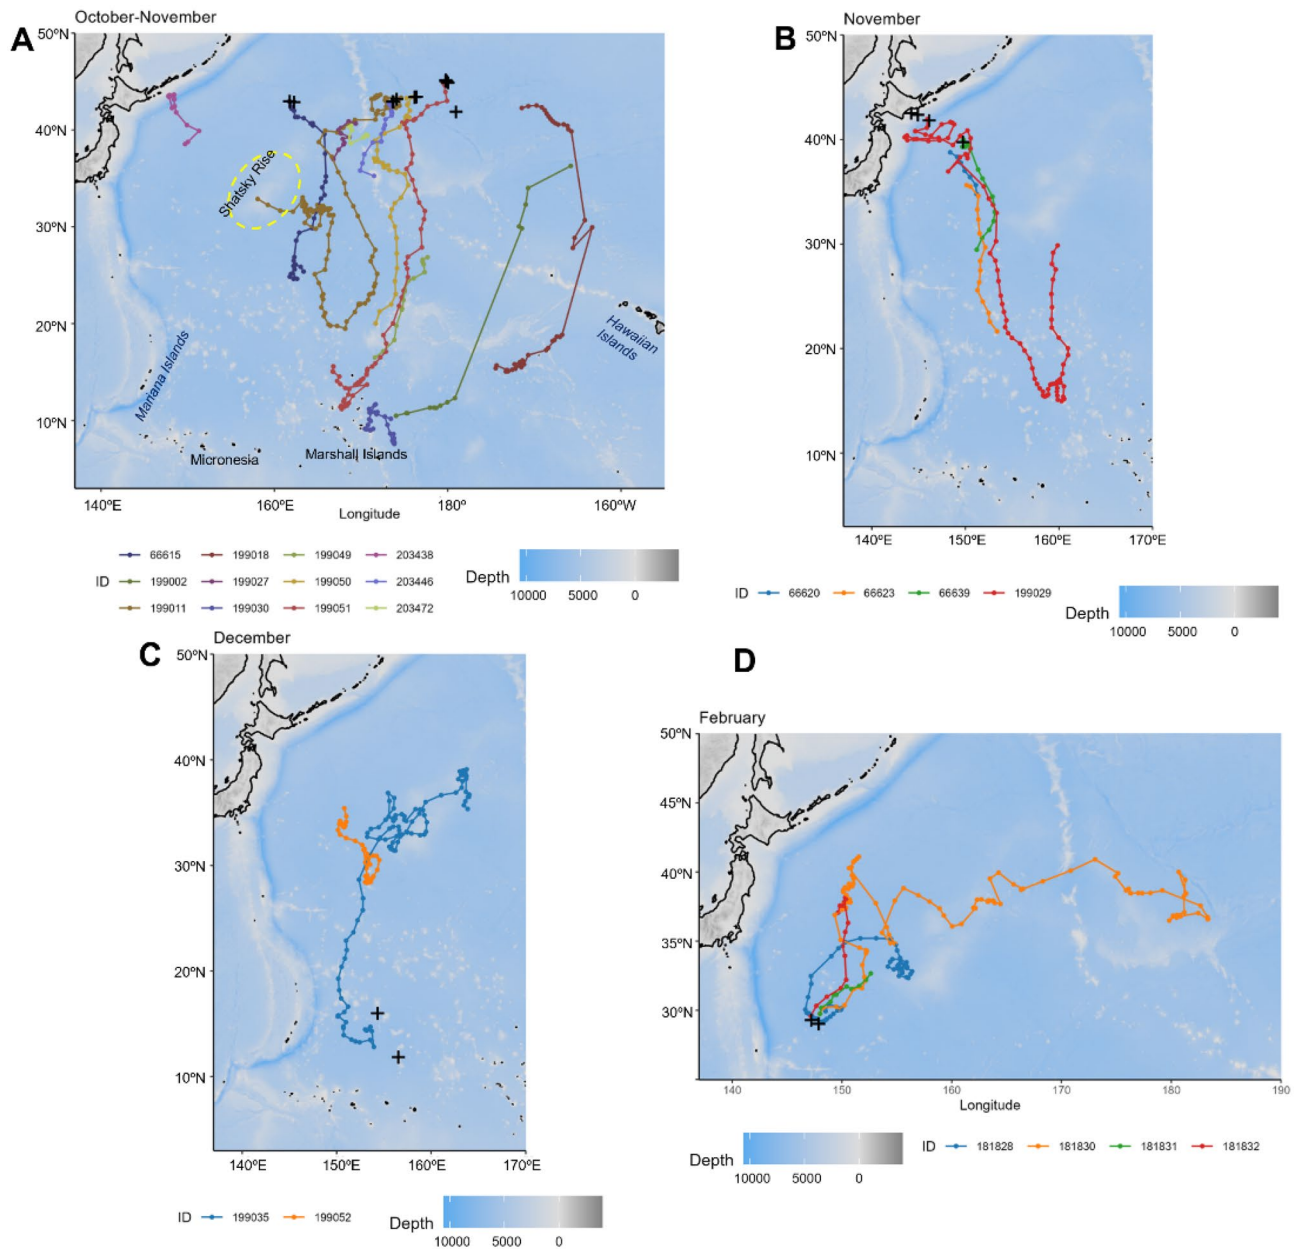 October-November
A
50ºN
40ºN
30ºN
20ºN
10ºN
Shatsky Rise
Mariana Islands
Hawaiian
Islands
Micronesia
Marshall Islands
140ºE 160ºE 180º 160ºW
Longitude
ID
66615 199018 199049 203438
199002 199027 199050 203446
199011 199030 199051 203472
Depth
10000 5000 0
November
B
50ºN
40ºN
30ºN
20ºN
10ºN
140ºE 150ºE 160ºE 170ºE
ID 66620 66623 66639 199029
Depth
10000 5000 0
December
C
50ºN
40ºN
30ºN
20ºN
10ºN
140ºE 150ºE 160ºE 170ºE
ID 199035 199052
Depth
10000 5000 0
D
February
50ºN
45ºN
40ºN
35ºN
30ºN
140 150 160 170 180 190
Longitude
Depth
10000 5000 0
ID 181828 181830 181831 181832